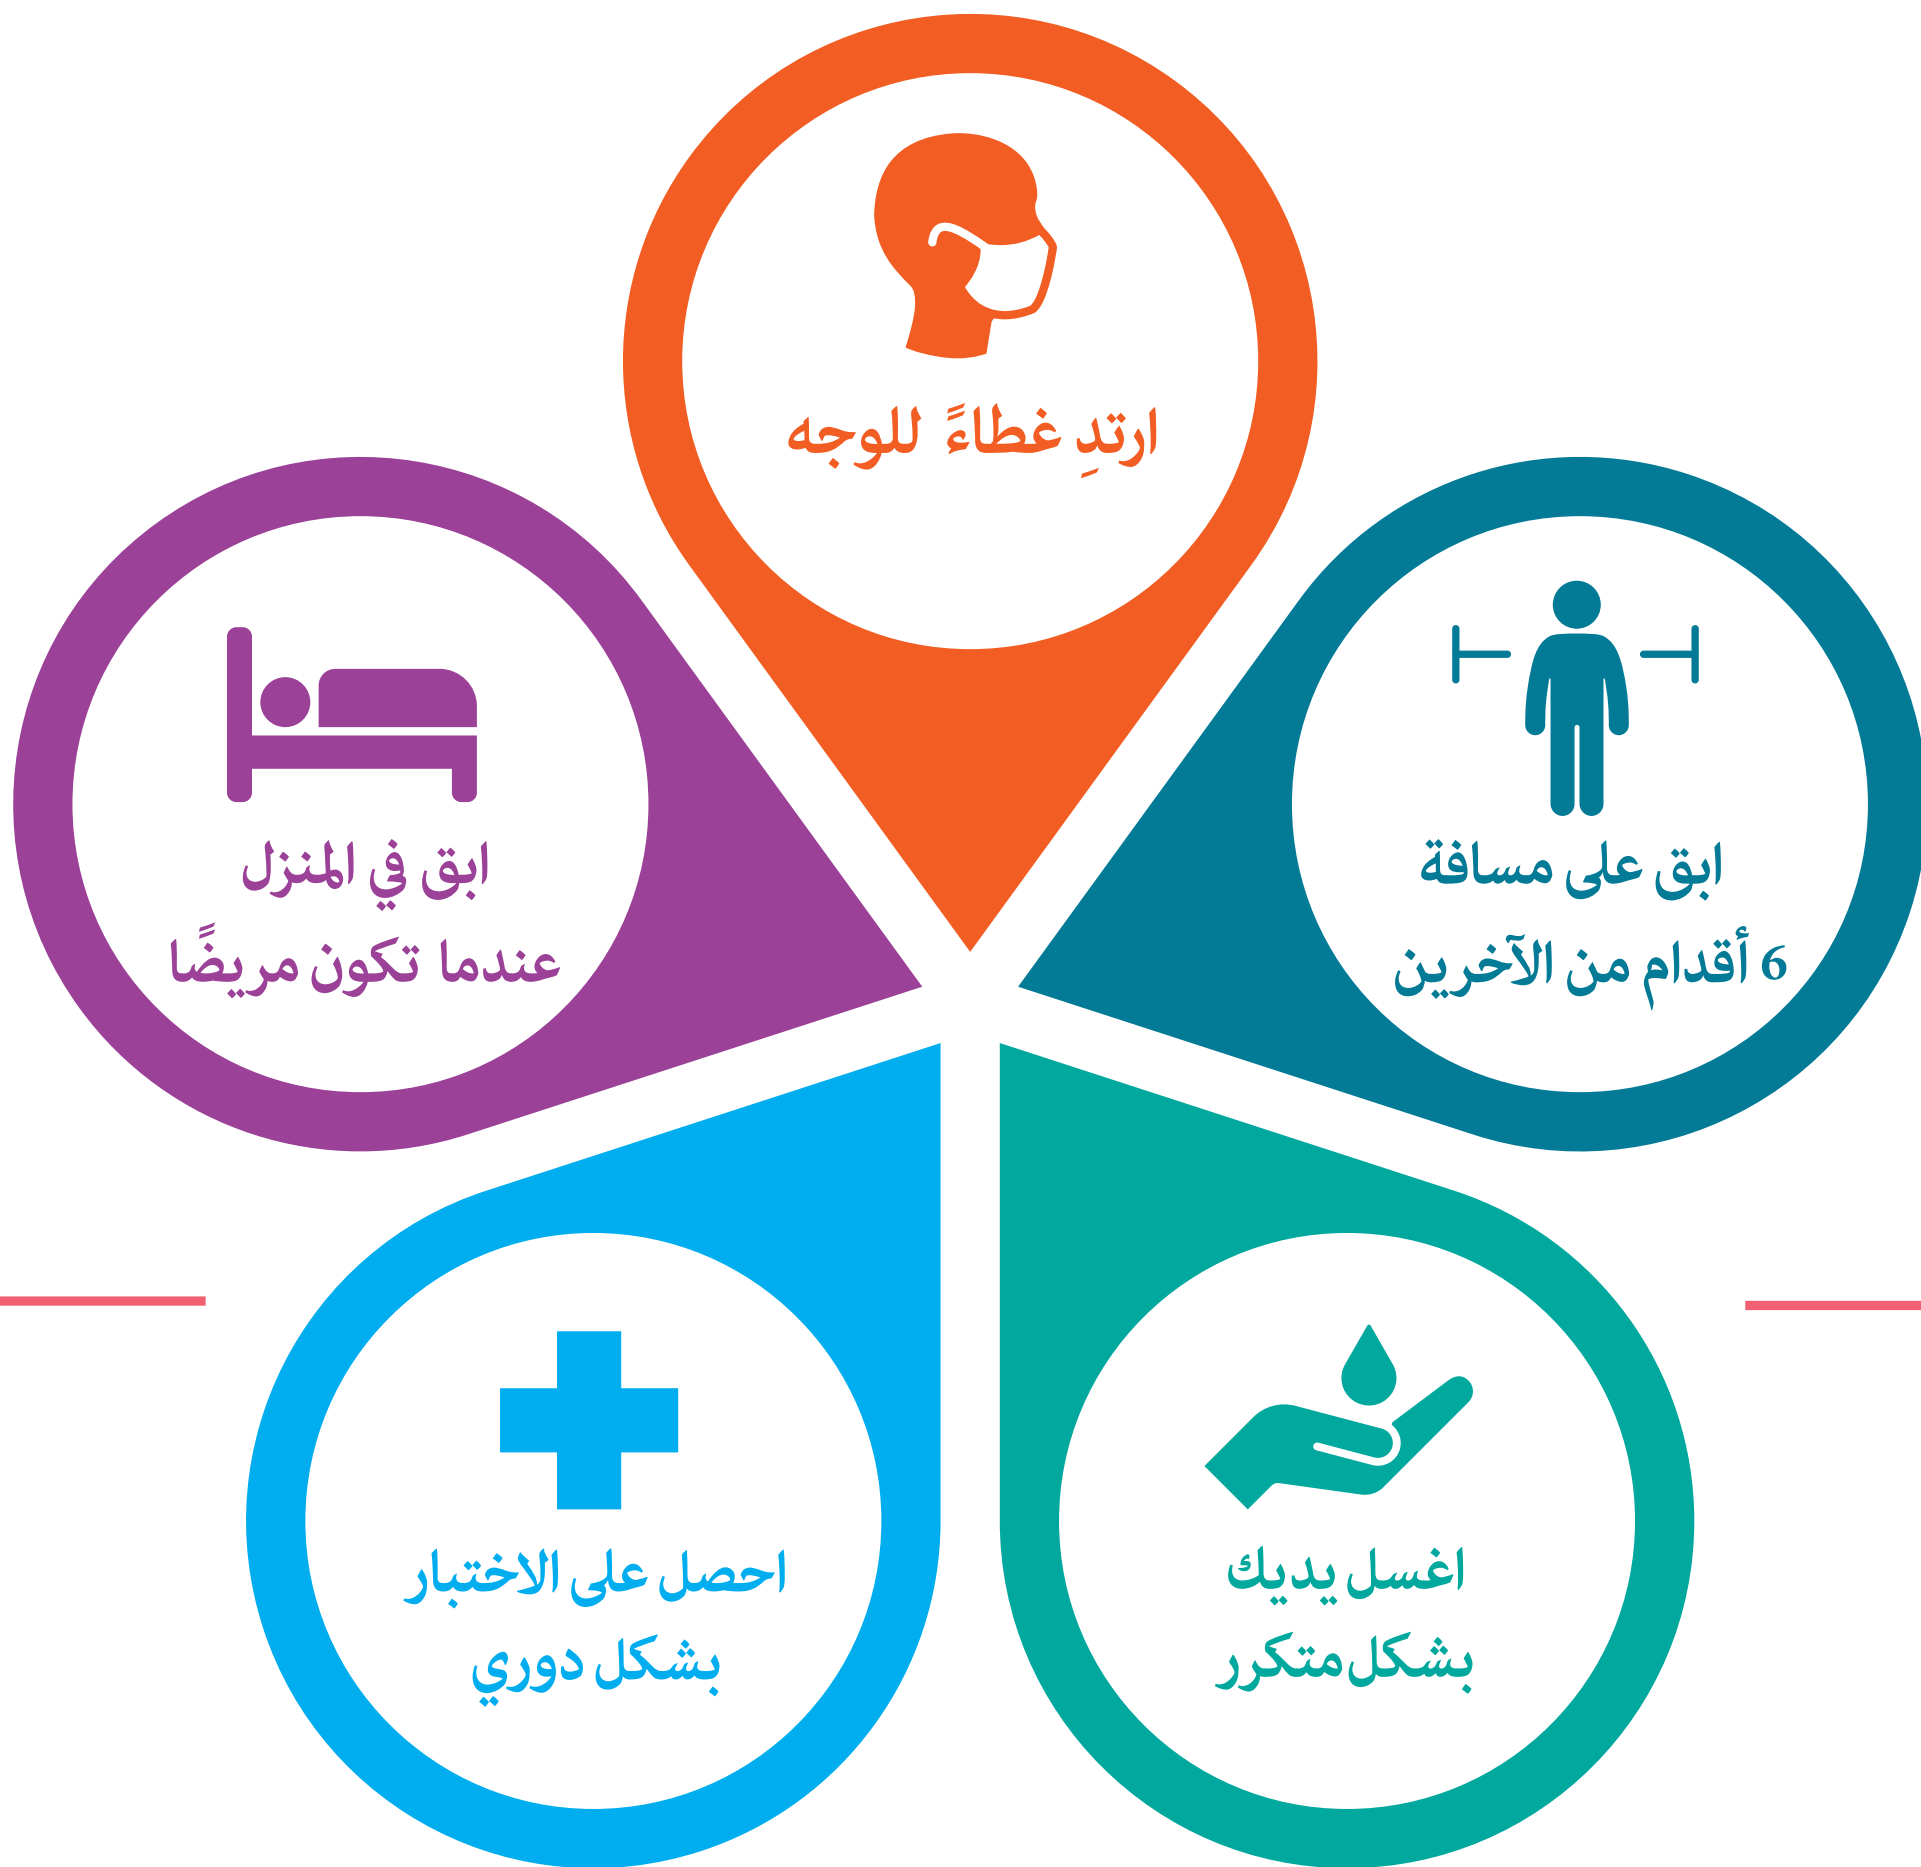 ارتدِ غطاءً للوجه
ابق على مسافة
6 أقدام من الآخرين
ابق في المنزل
عندما تكون مريضًا
اغسل يديك
بشكل متكرر
احصل على الاختبار
بشكل دوري